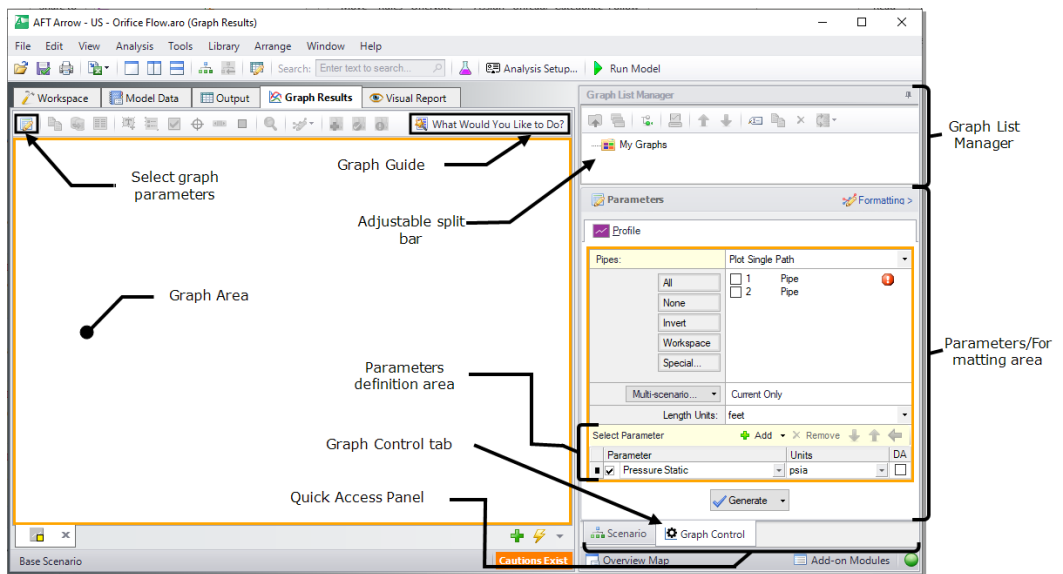 AFT Arrow - US - Orifice Flow.aro (Graph Results)
File Edit View Analysis Tools Library Arrange Window Help
Search: Enter text to search... Analysis Setup... Run Model
Workspace Model Data Output Graph Results Visual Report
What Would You Like to Do?
Select graph
parameters
Graph Guide
Adjustable split
bar
Graph Area
Parameters
definition area
Graph Control tab
Quick Access Panel
Base Scenario
Cautions Exist
Graph List Manager
My Graphs
Parameters
Formatting >
Profile
Pipes: Plot Single Path
All
None
Invert
Workspace
Special...
1 Pipe
2 Pipe
Multi-scenario... Current Only
Length Units: feet
Select Parameter Add Remove
Parameter Units DA
Pressure Static psia
Generate
Scenario Graph Control
Overview Map Add-on Modules
Graph List
Manager
Parameters/For
matting area